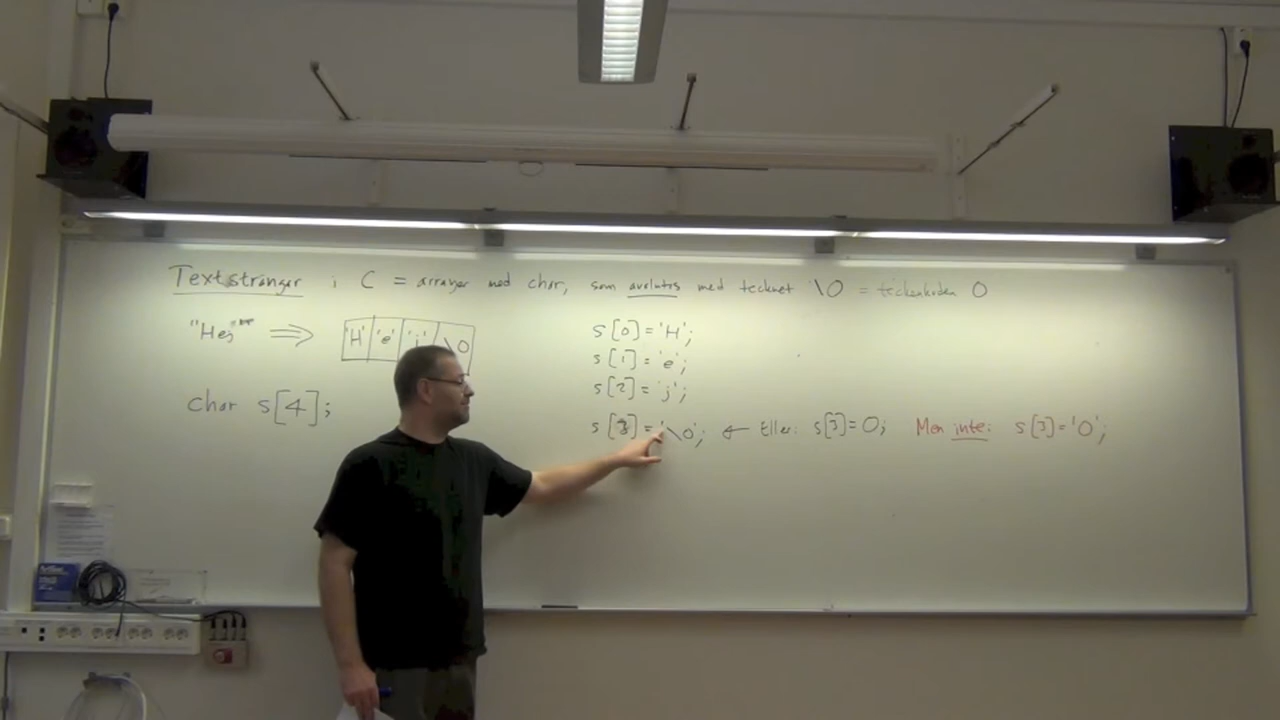 Textsträngar i C = arrayer med char, som avslutas med tecknet \0 = teckenkoden 0
"Hej" ⇒ 'H' 'e' 'j' \0
char s[4];
s[0]='H';
s[1]='e';
s[2]='j';
s[3]='\0'; ← Eller: s[3]=0; Men inte: s[3]='0';